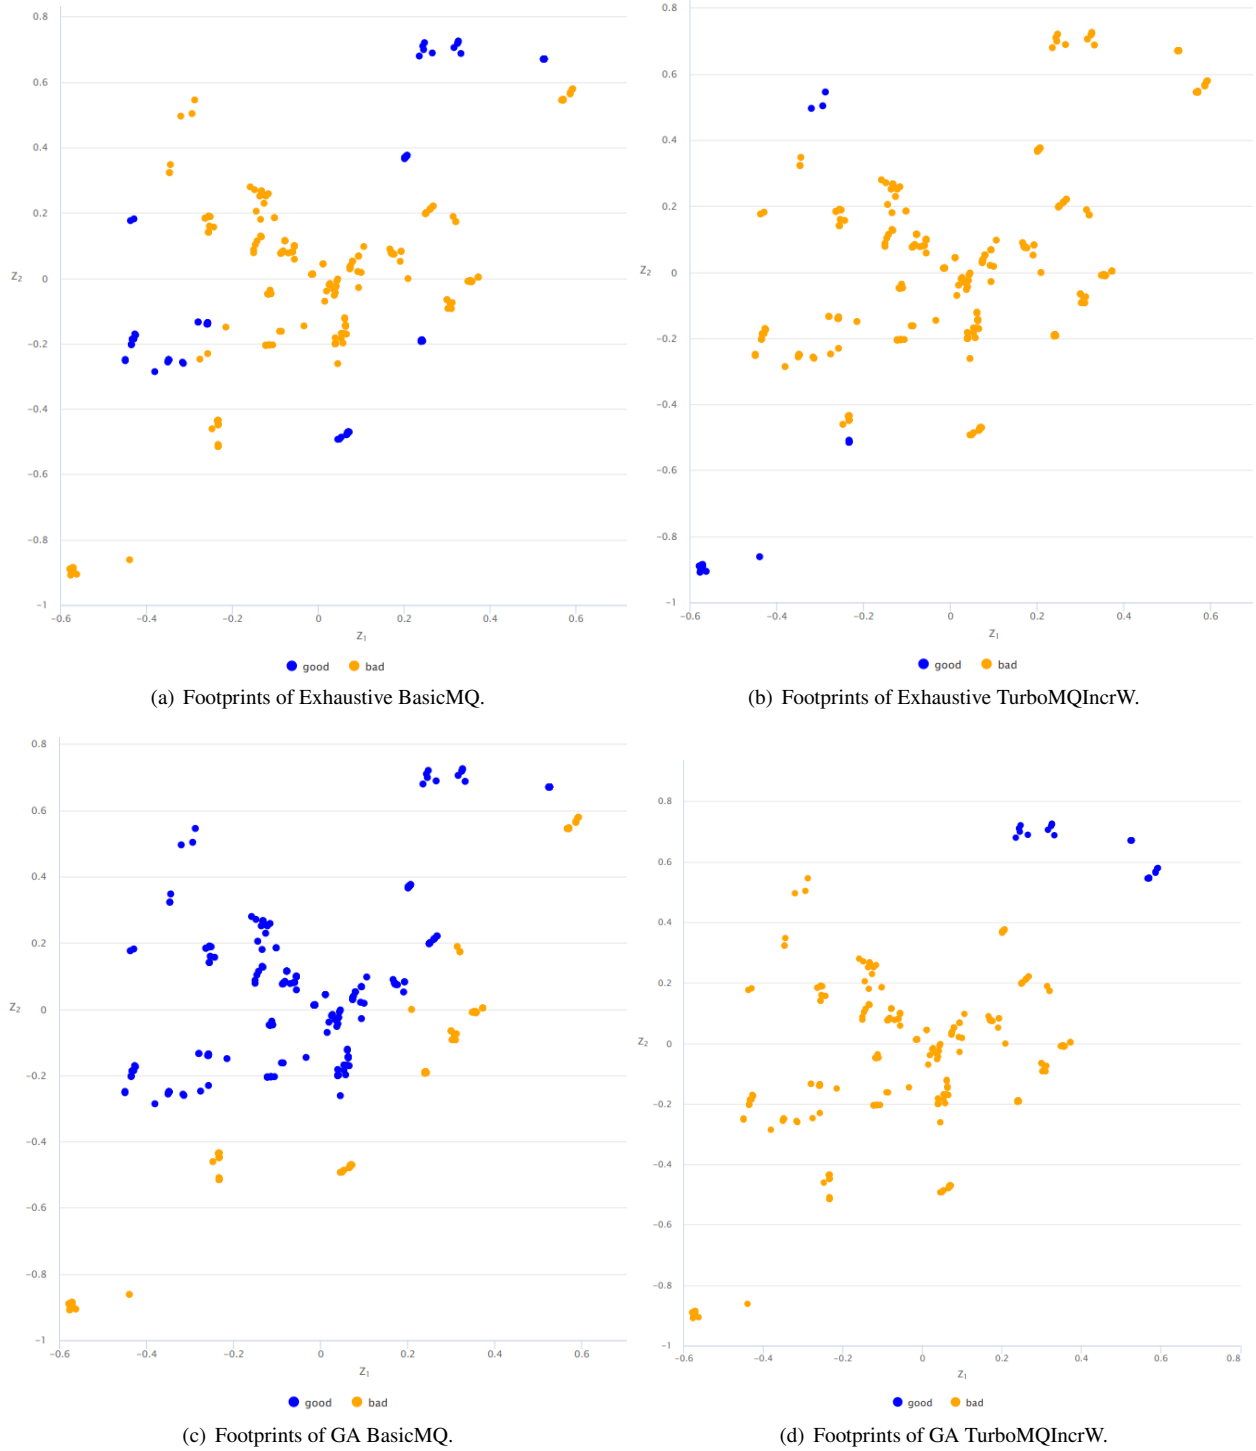 0.8
0.6
0.4
0.2
0
−0.2
−0.4
−0.6
−0.8
−1
Z2
−0.6 −0.4 −0.2 0 0.2 0.4 0.6
Z1
good bad
(a) Footprints of Exhaustive BasicMQ.
0.8
0.6
0.4
0.2
0
−0.2
−0.4
−0.6
−0.8
−1
Z2
−0.6 −0.4 −0.2 0 0.2 0.4 0.6
Z1
good bad
(b) Footprints of Exhaustive TurboMQIncrW.
0.8
0.6
0.4
0.2
0
−0.2
−0.4
−0.6
−0.8
−1
Z2
−0.6 −0.4 −0.2 0 0.2 0.4 0.6
Z1
good bad
(c) Footprints of GA BasicMQ.
0.8
0.6
0.4
0.2
0
−0.2
−0.4
−0.6
−0.8
−1
Z2
−0.6 −0.4 −0.2 0 0.2 0.4 0.6 0.8
Z1
good bad
(d) Footprints of GA TurboMQIncrW.